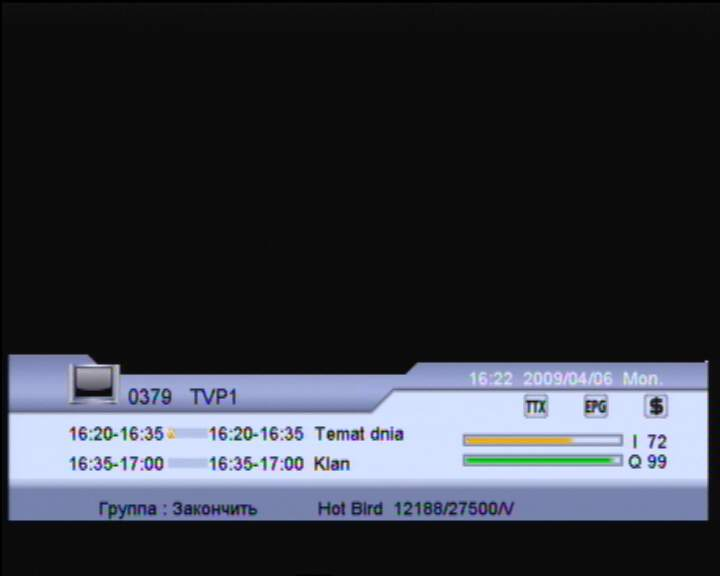 16:22 2009/04/06 Mon.
0379 TVP1
TTX EPG $
16:20-16:35 16:20-16:35 Temat dnia
I 72
16:35-17:00 16:35-17:00 Klan
Q 99
Группа : Закончить Hot Bird 12188/27500/V